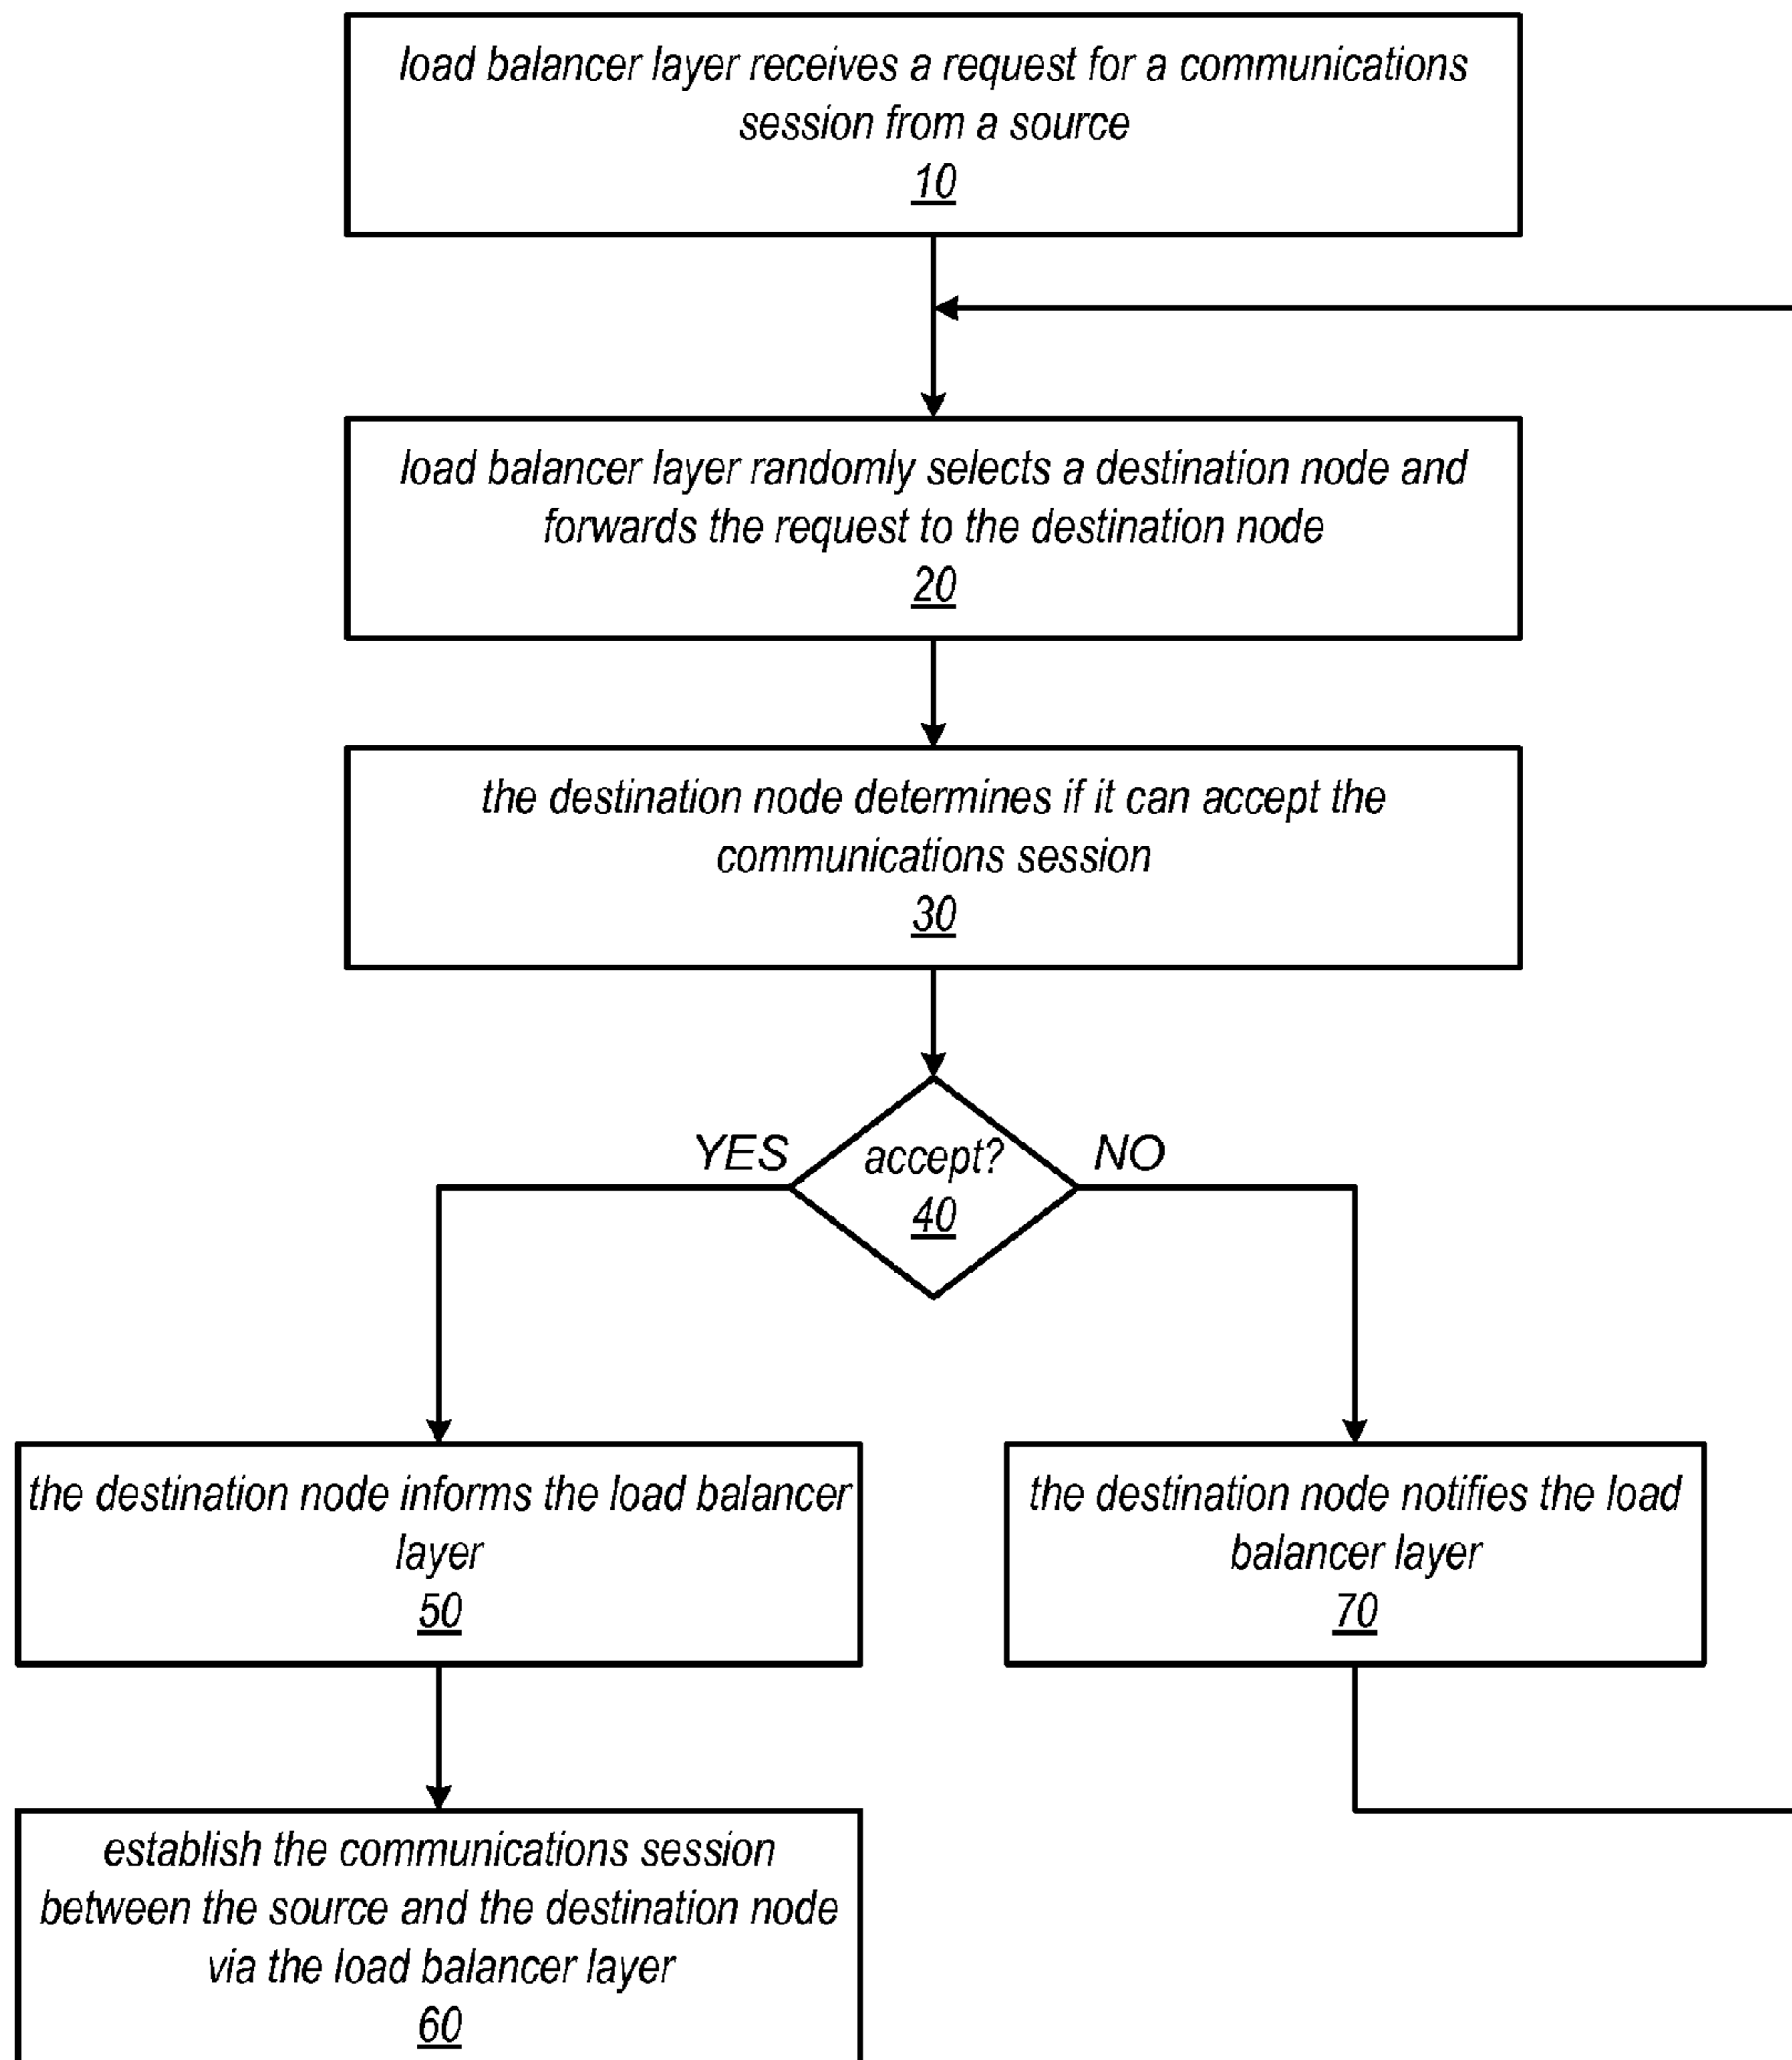 load balancer layer receives a request for a communications
session from a source
10
load balancer layer randomly selects a destination node and
forwards the request to the destination node
20
the destination node determines if it can accept the
communications session
30
YES
accept?
40
NO
the destination node informs the load balancer
layer
50
the destination node notifies the load
balancer layer
70
establish the communications session
between the source and the destination node
via the load balancer layer
60